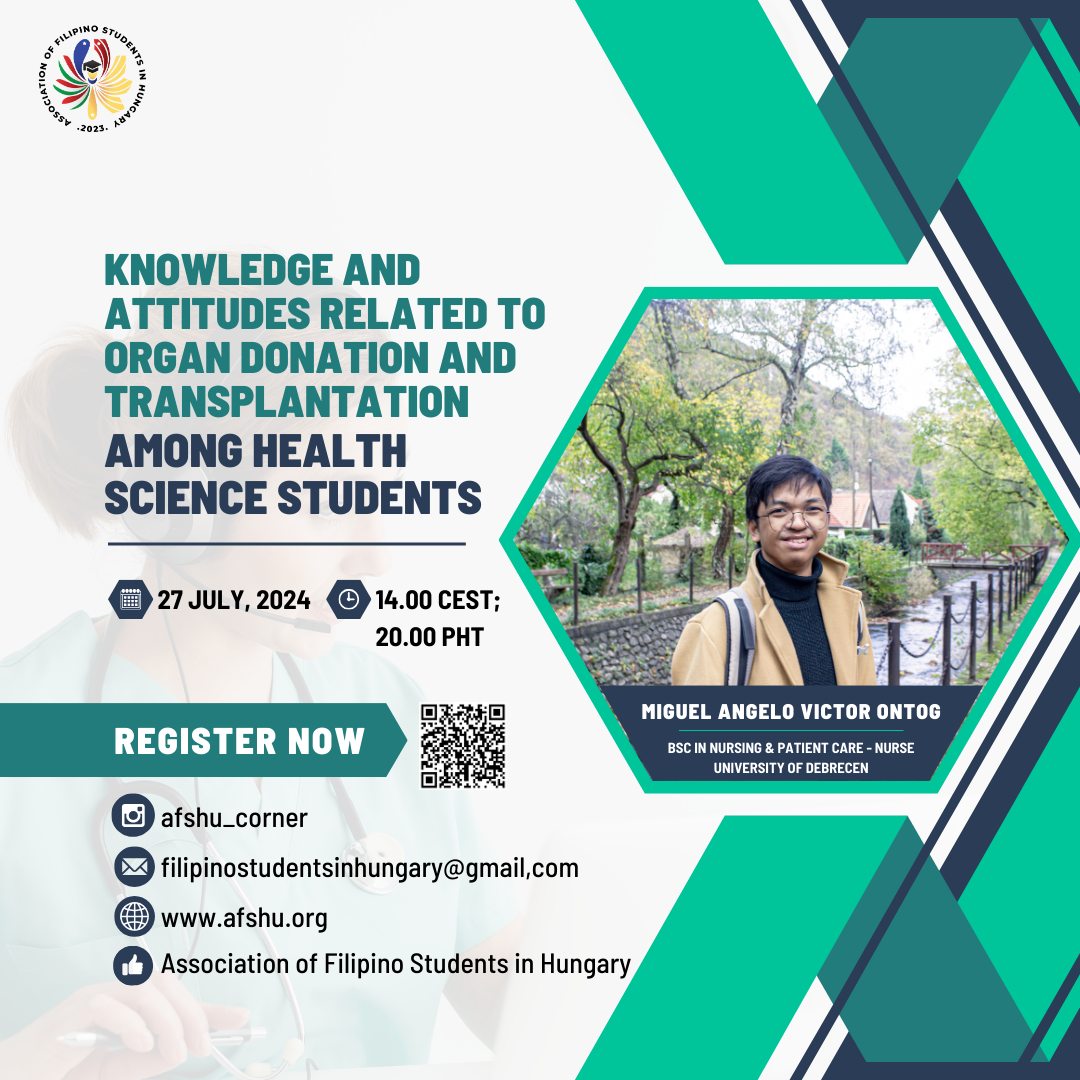 ASSOCIATION OF FILIPINO STUDENTS IN HUNGARY
· 2023 ·
KNOWLEDGE AND
ATTITUDES RELATED TO
ORGAN DONATION AND
TRANSPLANTATION
AMONG HEALTH
SCIENCE STUDENTS
27 JULY, 2024
14.00 CEST;
20.00 PHT
REGISTER NOW
afshu_corner
filipinostudentsinhungary@gmail,com
www.afshu.org
Association of Filipino Students in Hungary
MIGUEL ANGELO VICTOR ONTOG
BSC IN NURSING & PATIENT CARE - NURSE
UNIVERSITY OF DEBRECEN